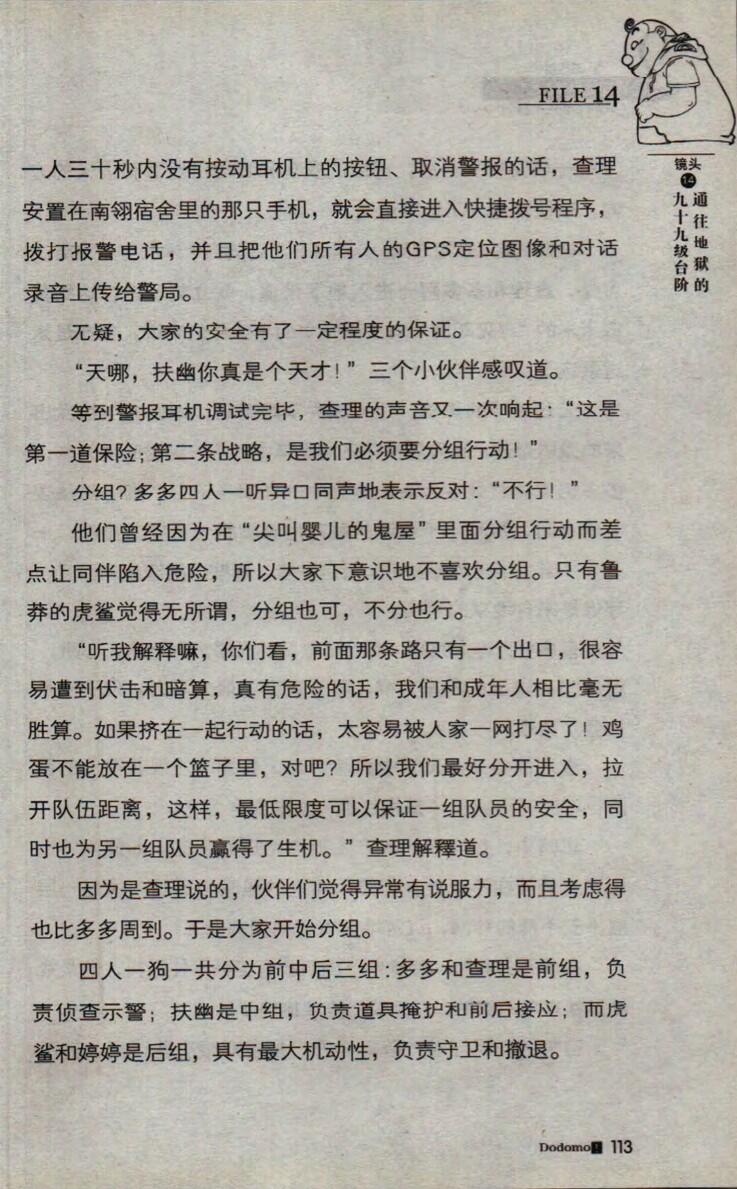 FILE 14
镜头
14
通往地狱的
九十九级台阶
一人三十秒内没有按动耳机上的按钮、取消警报的话，查理
安置在南翎宿舍里的那只手机，就会直接进入快捷拨号程序，
拨打报警电话，并且把他们所有人的GPS定位图像和对话
录音上传给警局。
无疑，大家的安全有了一定程度的保证。
“天哪，扶幽你真是个天才！”三个小伙伴感叹道。
等到警报耳机调试完毕，查理的声音又一次响起：“这是
第一道保险；第二条战略，是我们必须要分组行动！”
分组？多多四人一听异口同声地表示反对：“不行！”
他们曾经因为在“尖叫婴儿的鬼屋”里面分组行动而差
点让同伴陷入危险，所以大家下意识地不喜欢分组。只有鲁
莽的虎鲨觉得无所谓，分组也可，不分也行。
“听我解释嘛，你们看，前面那条路只有一个出口，很容
易遭到伏击和暗算，真有危险的话，我们和成年人相比毫无
胜算。如果挤在一起行动的话，太容易被人家一网打尽了！鸡
蛋不能放在一个篮子里，对吧？所以我们最好分开进入，拉
开队伍距离，这样，最低限度可以保证一组队员的安全，同
时也为另一组队员赢得了生机。”查理解釋道。
因为是查理说的，伙伴们觉得异常有说服力，而且考虑得
也比多多周到。于是大家开始分组。
四人一狗一共分为前中后三组：多多和查理是前组，负
责侦查示警；扶幽是中组，负责道具掩护和前后接应；而虎
鲨和婷婷是后组，具有最大机动性，负责守卫和撤退。
Dodomo! 113